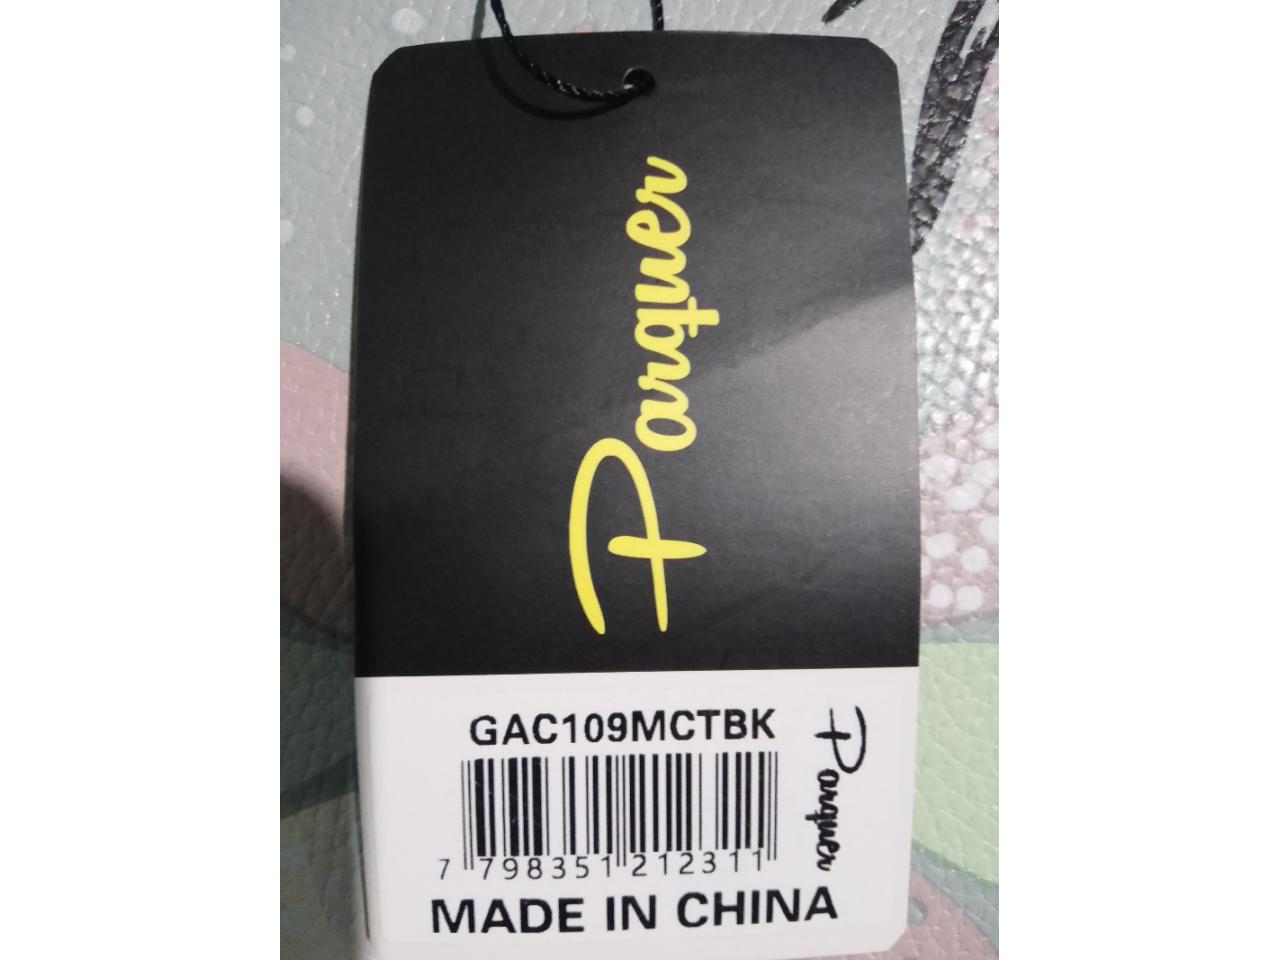 Parquer
GAC109MCTBK
Parquer
7 798351 212311
MADE IN CHINA